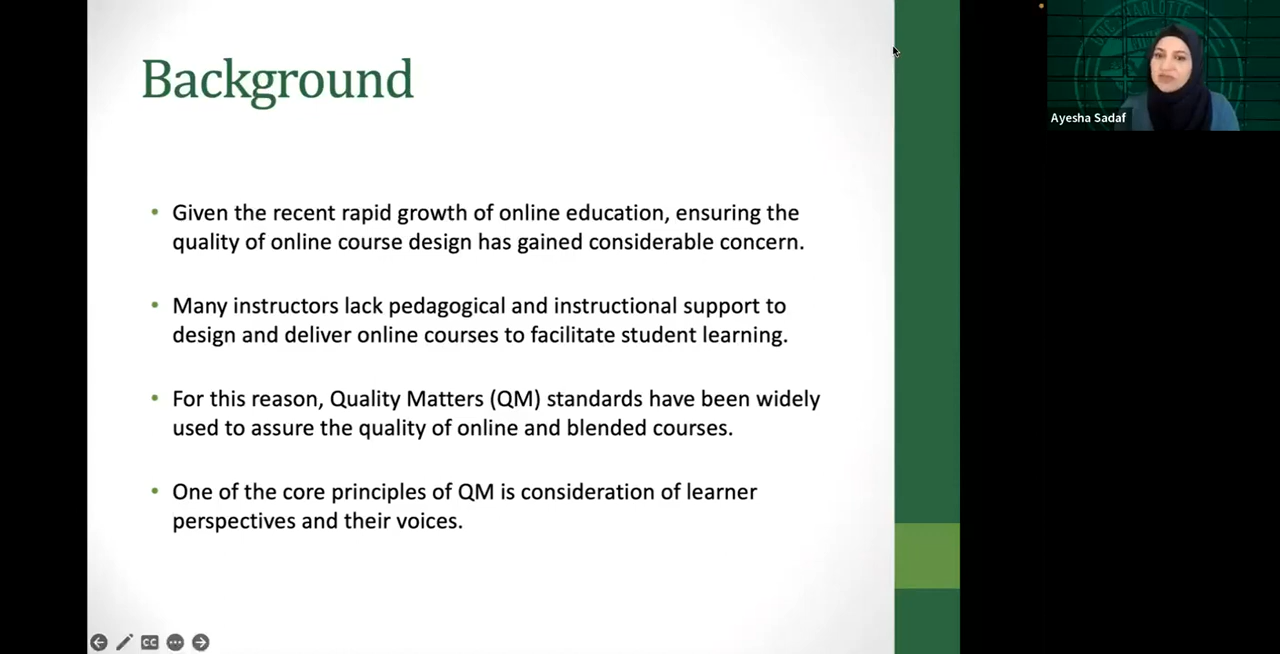 Background
• Given the recent rapid growth of online education, ensuring the
quality of online course design has gained considerable concern.
• Many instructors lack pedagogical and instructional support to
design and deliver online courses to facilitate student learning.
• For this reason, Quality Matters (QM) standards have been widely
used to assure the quality of online and blended courses.
• One of the core principles of QM is consideration of learner
perspectives and their voices.
CHARLOTTE
Ayesha Sadaf
CC